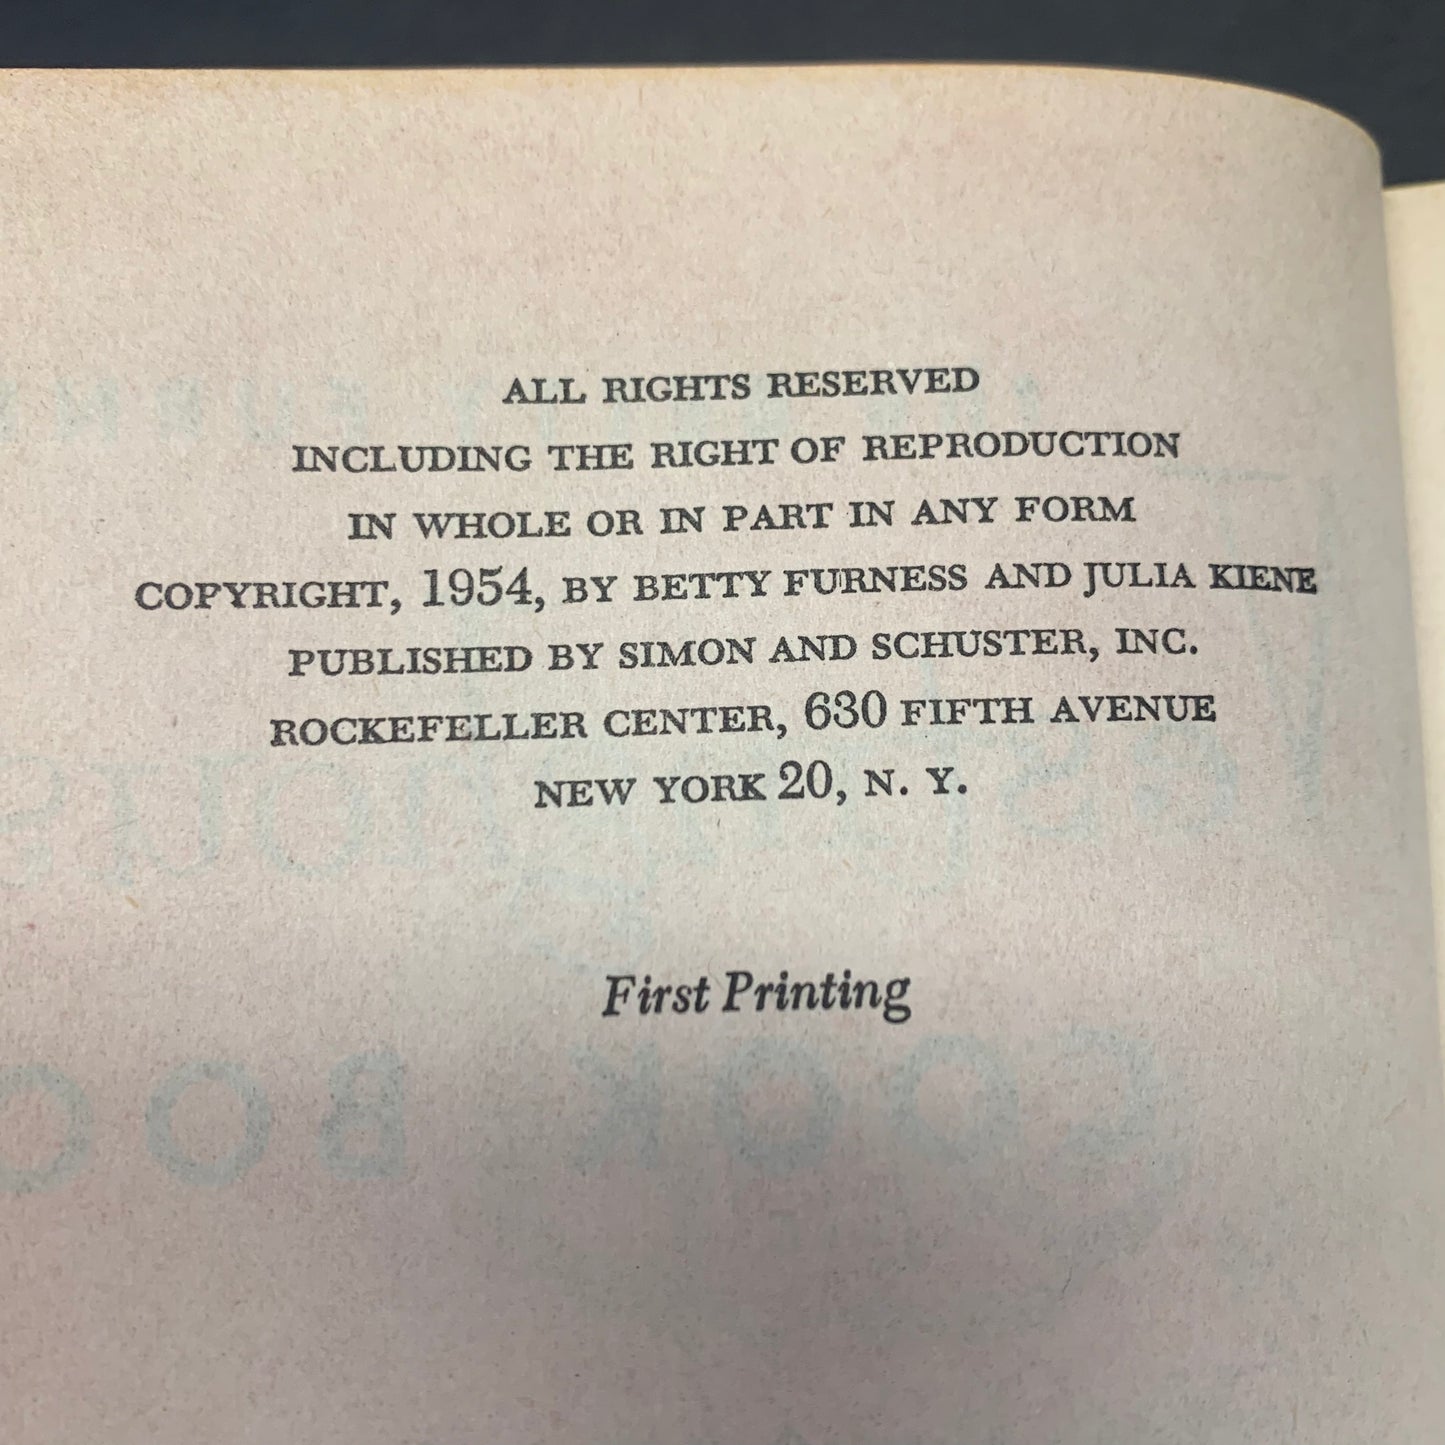 ALL RIGHTS RESERVED
INCLUDING THE RIGHT OF REPRODUCTION
IN WHOLE OR IN PART IN ANY FORM
COPYRIGHT, 1954, BY BETTY FURNESS AND JULIA KIENE
PUBLISHED BY SIMON AND SCHUSTER, INC.
ROCKEFELLER CENTER, 630 FIFTH AVENUE
NEW YORK 20, N. Y.
First Printing
COOK BOO